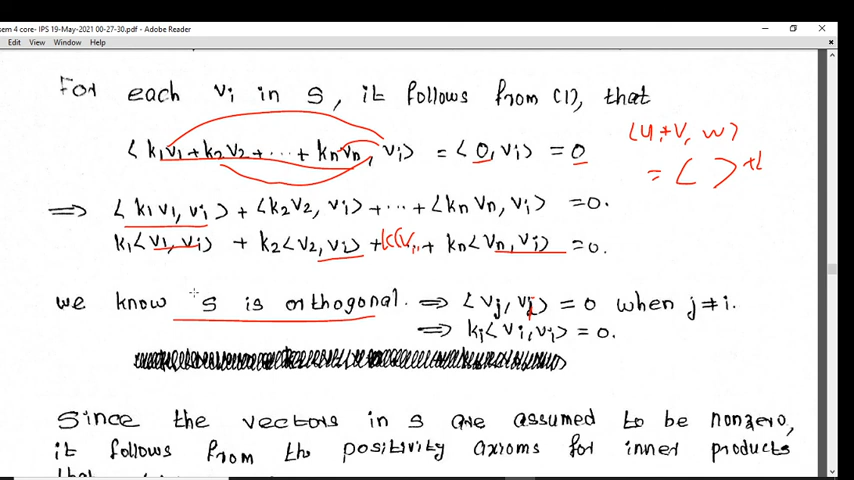 sem 4 core- IPS 19-May-2021 00-27-30.pdf - Adobe Reader
Edit View Window Help
For each vi in S, it follows from (1), that
⟨k1v1+k2v2+...+knvn, vi⟩ = ⟨0, vi⟩ = 0
⟨u+v, w⟩
= ⟨ ⟩ +⟨
⟹ ⟨k1v1, vi⟩ + ⟨k2v2, vi⟩ + ... + ⟨knvn, vi⟩ = 0.
k1⟨v1, vi⟩ + k2⟨v2, vi⟩ + ... + kn⟨vn, vi⟩ = 0.
we know S is orthogonal. ⟹ ⟨vj, vi⟩ = 0 when j ≠ i.
⟹ ki⟨vi, vi⟩ = 0.
Since the vectors in S are assumed to be nonzero,
it follows from the positivity axioms for inner products
that